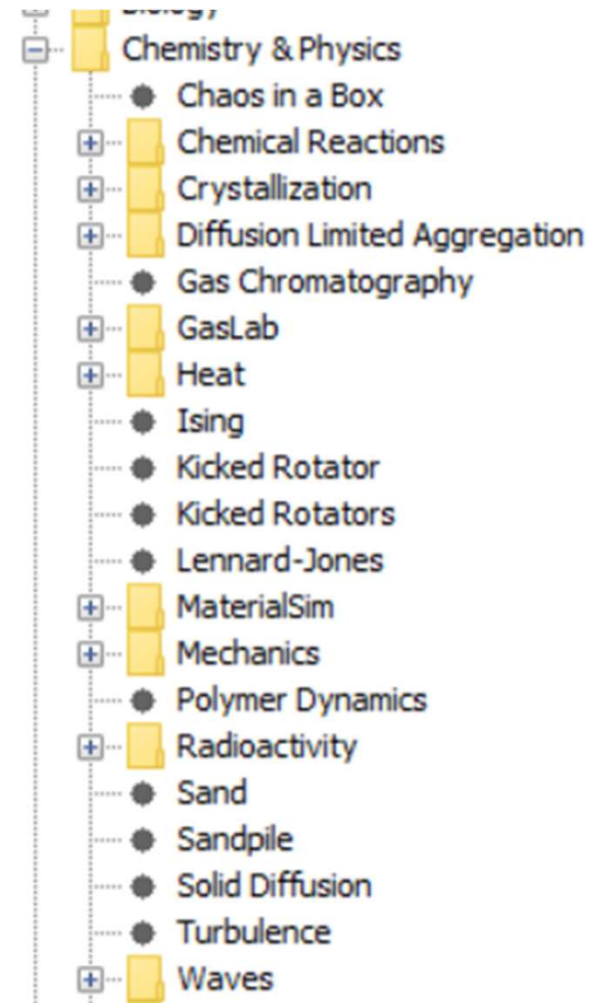 Biology
Chemistry & Physics
Chaos in a Box
Chemical Reactions
Crystallization
Diffusion Limited Aggregation
Gas Chromatography
GasLab
Heat
Ising
Kicked Rotator
Kicked Rotators
Lennard-Jones
MaterialSim
Mechanics
Polymer Dynamics
Radioactivity
Sand
Sandpile
Solid Diffusion
Turbulence
Waves